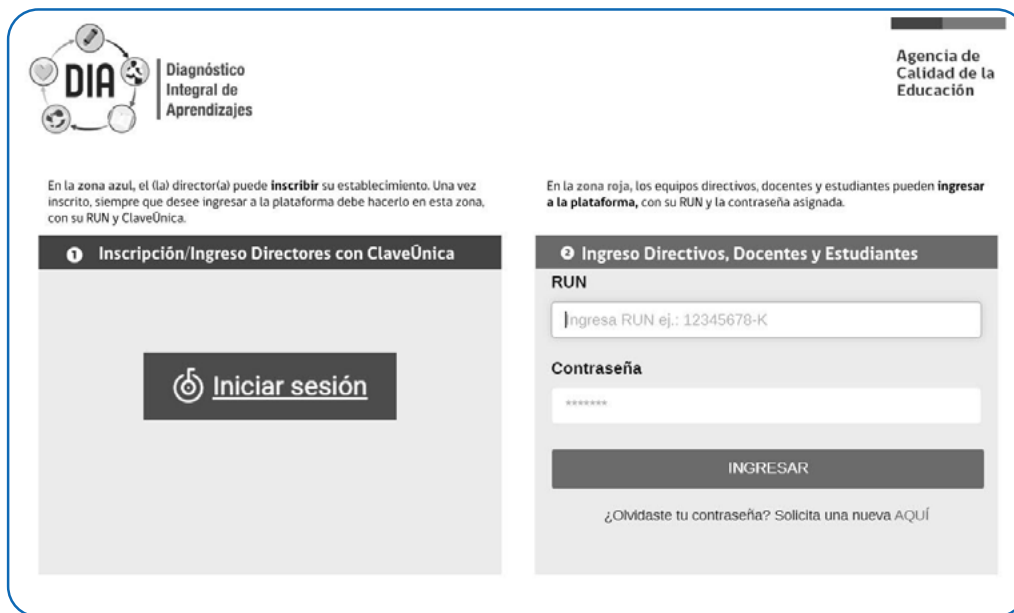 DIA
Diagnóstico
Integral de
Aprendizajes
Agencia de
Calidad de la
Educación
En la zona azul, el (la) director(a) puede inscribir su establecimiento. Una vez
inscrito, siempre que desee ingresar a la plataforma debe hacerlo en esta zona,
con su RUN y ClaveÚnica.
En la zona roja, los equipos directivos, docentes y estudiantes pueden ingresar
a la plataforma, con su RUN y la contraseña asignada.
1 Inscripción/Ingreso Directores con ClaveÚnica
Iniciar sesión
2 Ingreso Directivos, Docentes y Estudiantes
RUN
Ingresa RUN ej.: 12345678-K
Contraseña
*******
INGRESAR
¿Olvidaste tu contraseña? Solicita una nueva AQUÍ